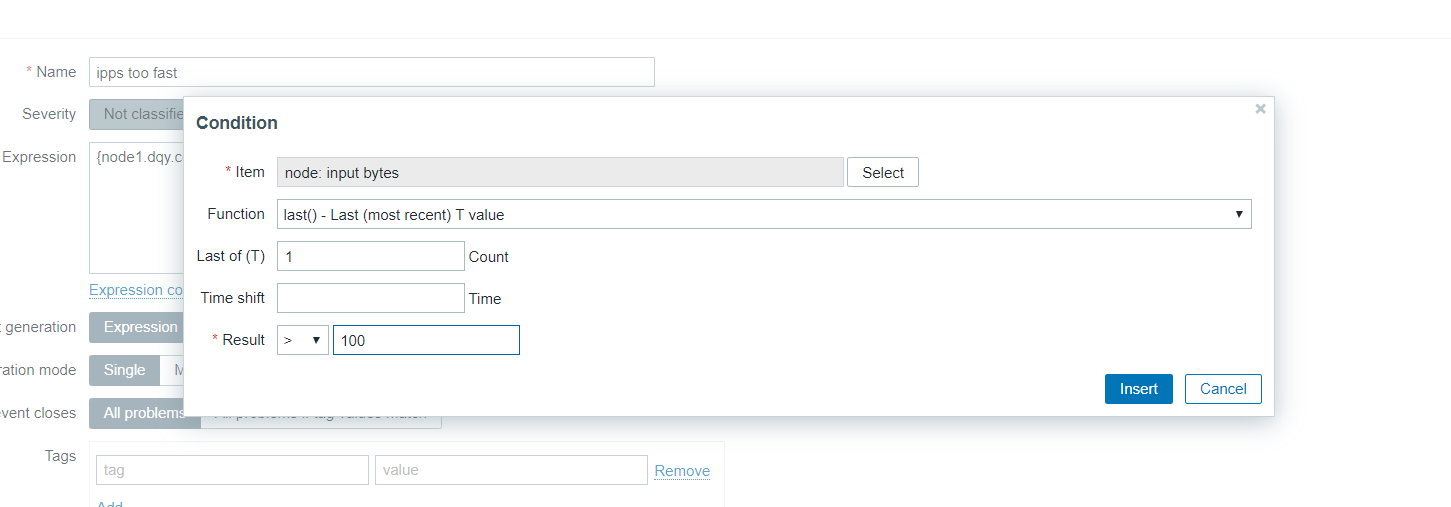 * Name ipps too fast
Severity Not classifie
Condition
Expression {node1.dqy.c
* Item node: input bytes Select
Function last() - Last (most recent) T value
Last of (T) 1 Count
Expression co
Time shift Time
generation Expression
* Result > 100
ration mode Single M
Insert Cancel
vent closes All problems
Tags tag value Remove
Add